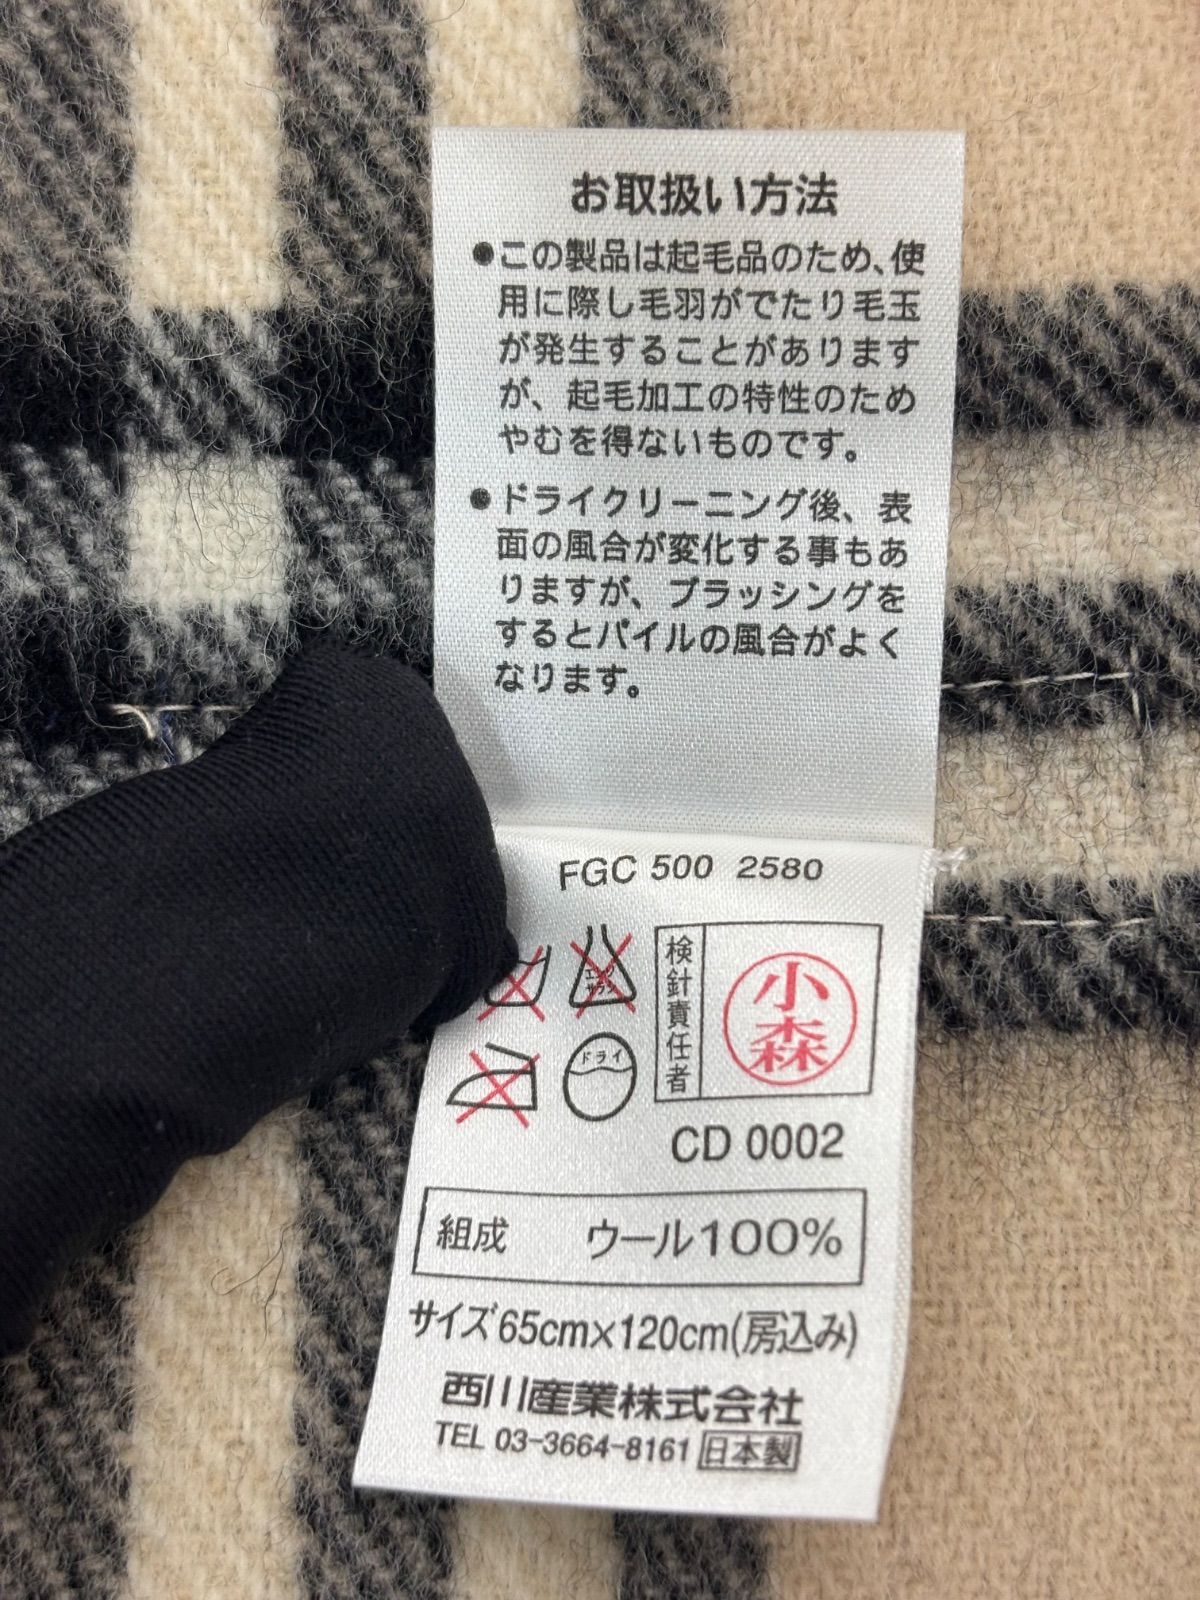 お取扱い方法
●この製品は起毛品のため、使
用に際し毛羽がでたり毛玉
が発生することがあります
が、起毛加工の特性のため
やむを得ないものです。
●ドライクリーニング後、表
面の風合が変化する事もあ
りますが、ブラッシングを
するとパイルの風合がよく
なります。
FGC 500 2580
エンソ
サラシ
ドライ
検針責任者
小森
CD 0002
組成 ウール100%
サイズ65cm×120cm(房込み)
西川産業株式会社
TEL 03-3664-8161 日本製